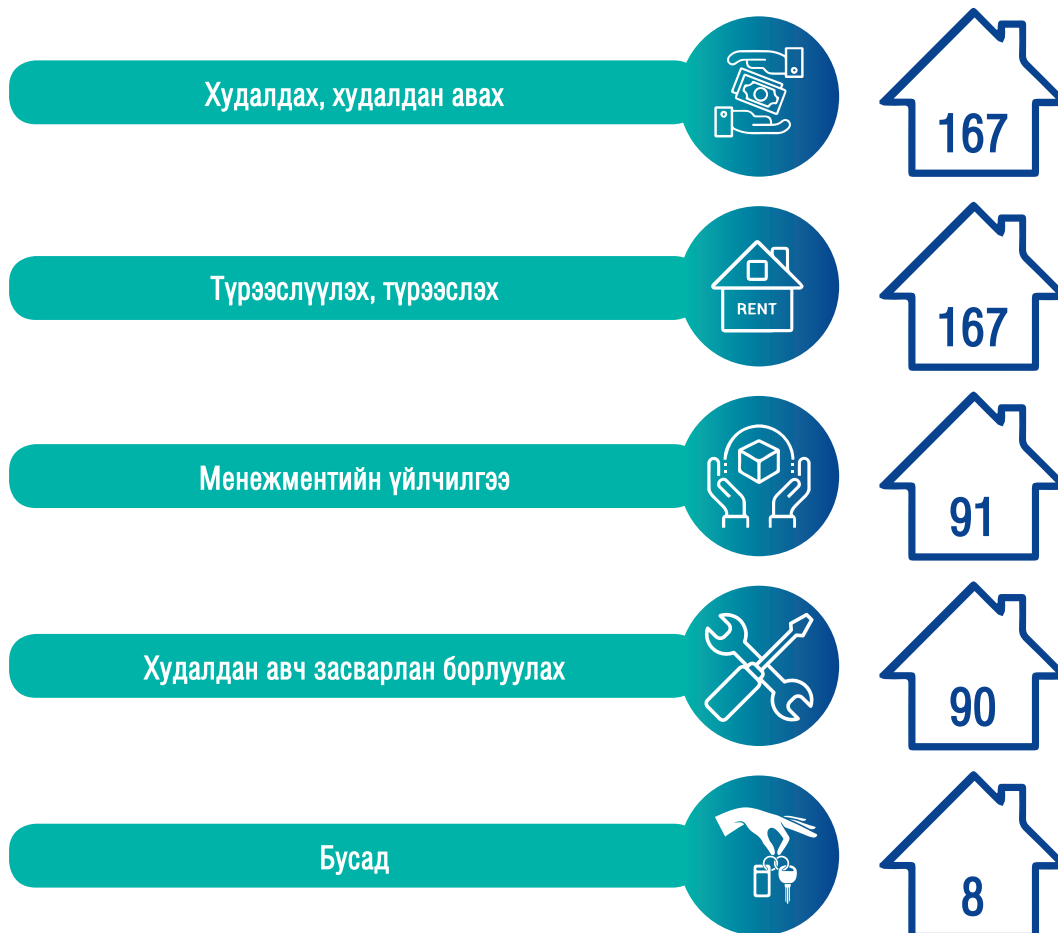 Худалдах, худалдан авах
167
Түрээслүүлэх, түрээслэх
RENT
167
Менежментийн үйлчилгээ
91
Худалдан авч засварлан борлуулах
90
Бусад
8